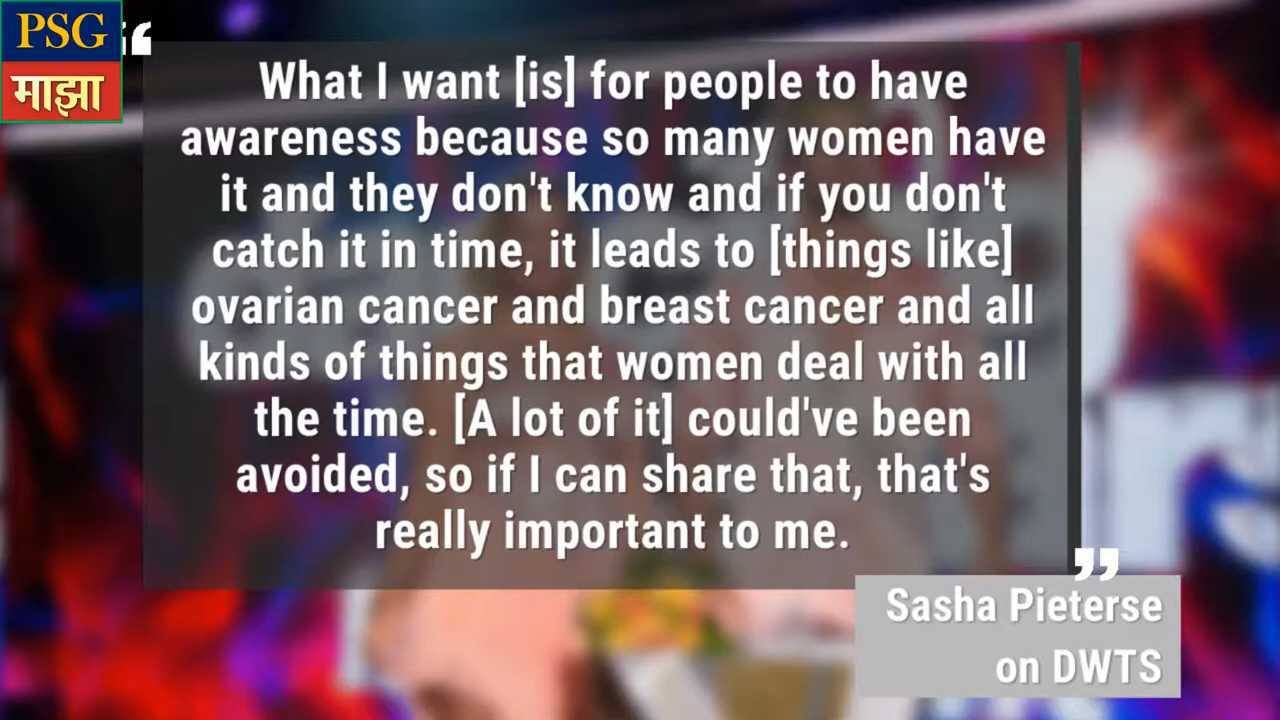 PSG
माझा
“
What I want [is] for people to have
awareness because so many women have
it and they don't know and if you don't
catch it in time, it leads to [things like]
ovarian cancer and breast cancer and all
kinds of things that women deal with all
the time. [A lot of it] could've been
avoided, so if I can share that, that's
really important to me.
”
Sasha Pieterse
on DWTS